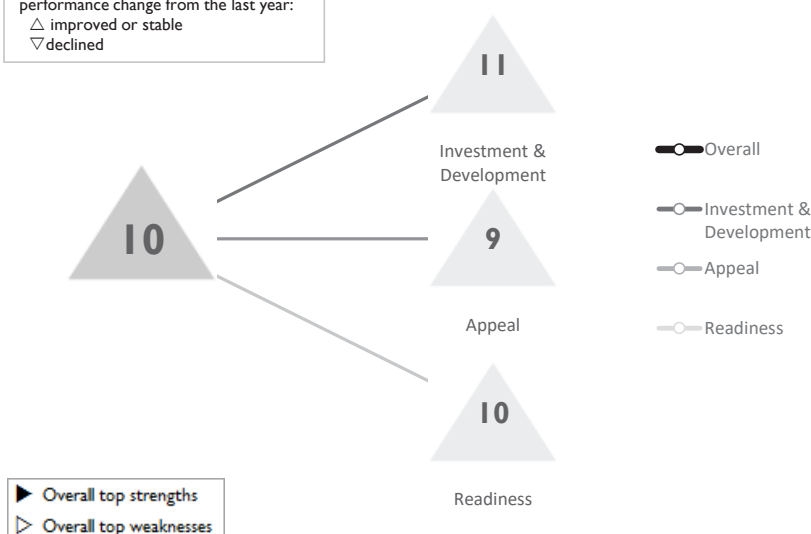 performance change from the last year:
△ improved or stable
▽ declined
11
Investment &
Development
10
9
Appeal
10
Readiness
Overall
Investment &
Development
Appeal
Readiness
▶ Overall top strengths
▷ Overall top weaknesses